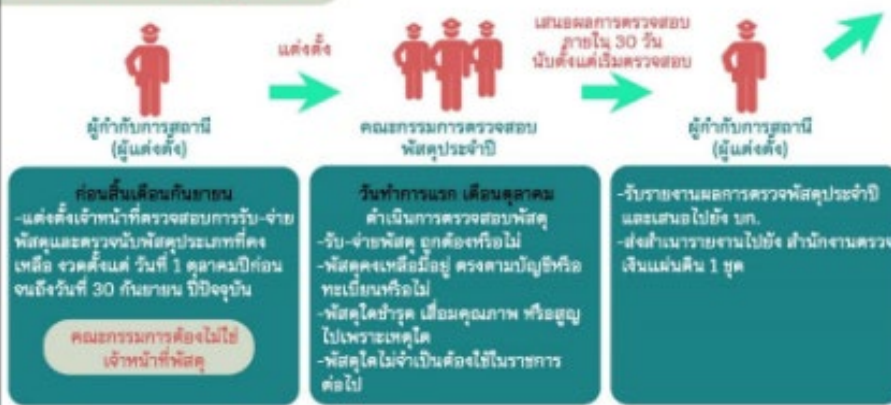 แต่งตั้ง
เสนอผลการตรวจสอบ
ภายใน 30 วัน
นับตั้งแต่เริ่มตรวจสอบ
ผู้กำกับการสถานี
(ผู้แต่งตั้ง)
คณะกรรมการตรวจสอบ
พัสดุประจำปี
ผู้กำกับการสถานี
(ผู้แต่งตั้ง)
ก่อนสิ้นเดือนกันยายน
-แต่งตั้งเจ้าหน้าที่ตรวจสอบการรับ-จ่าย
พัสดุและตรวจนับพัสดุประเภทที่คง
เหลือ งวดตั้งแต่ วันที่ 1 ตุลาคมปีก่อน
จนถึงวันที่ 30 กันยายน ปีปัจจุบัน
คณะกรรมการต้องไม่ใช่
เจ้าหน้าที่พัสดุ
วันทำการแรก เดือนตุลาคม
ดำเนินการตรวจสอบพัสดุ
-รับ-จ่ายพัสดุ ถูกต้องหรือไม่
-พัสดุคงเหลือมีอยู่ ตรงตามบัญชีหรือ
ทะเบียนหรือไม่
-พัสดุใดชำรุด เสื่อมคุณภาพ หรือสูญ
ไปเพราะเหตุใด
-พัสดุใดไม่จำเป็นต้องใช้ในราชการ
ต่อไป
-รับรายงานผลการตรวจพัสดุประจำปี
และเสนอไปยัง บก.
-ส่งสำเนารายงานไปยัง สำนักงานตรวจ
เงินแผ่นดิน 1 ชุด